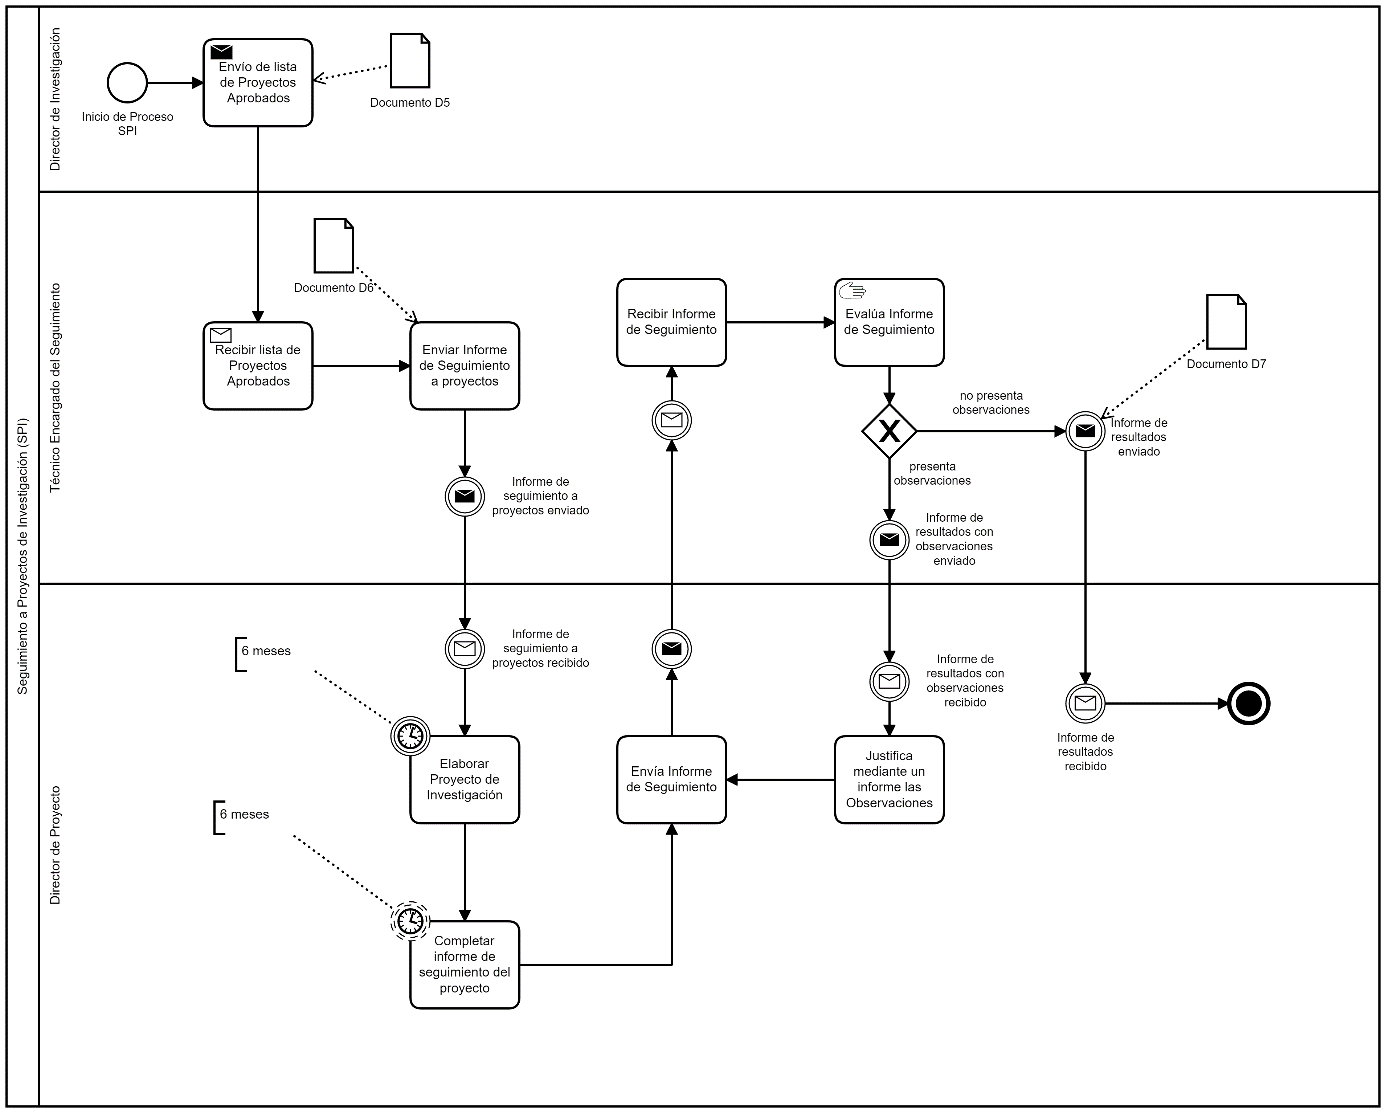 Seguimiento a Proyectos de Investigación (SPI)
Director de Investigación
Inicio de Proceso
SPI
Envío de lista
de Proyectos
Aprobados
Documento D5
Técnico Encargado del Seguimiento
Documento D6
Recibir lista de
Proyectos
Aprobados
Enviar Informe
de Seguimiento
a proyectos
Informe de
seguimiento a
proyectos enviado
Recibir Informe
de Seguimiento
Evalúa Informe
de Seguimiento
no presenta
observaciones
presenta
observaciones
Informe de
resultados con
observaciones
enviado
Documento D7
Informe de
resultados
enviado
Director de Proyecto
6 meses
Informe de
seguimiento a
proyectos recibido
Elaborar
Proyecto de
Investigación
6 meses
Completar
informe de
seguimiento del
proyecto
Envía Informe
de Seguimiento
Informe de
resultados con
observaciones
recibido
Justifica
mediante un
informe las
Observaciones
Informe de
resultados
recibido